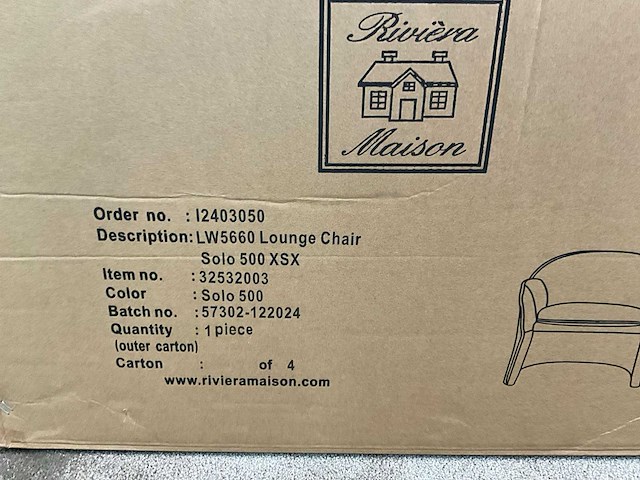 Rivièra
Maison
Order no. : I2403050
Description: LW5660 Lounge Chair
Solo 500 XSX
Item no. : 32532003
Color : Solo 500
Batch no. : 57302-122024
Quantity : 1 piece
(outer carton)
Carton : of 4
www.rivieramaison.com